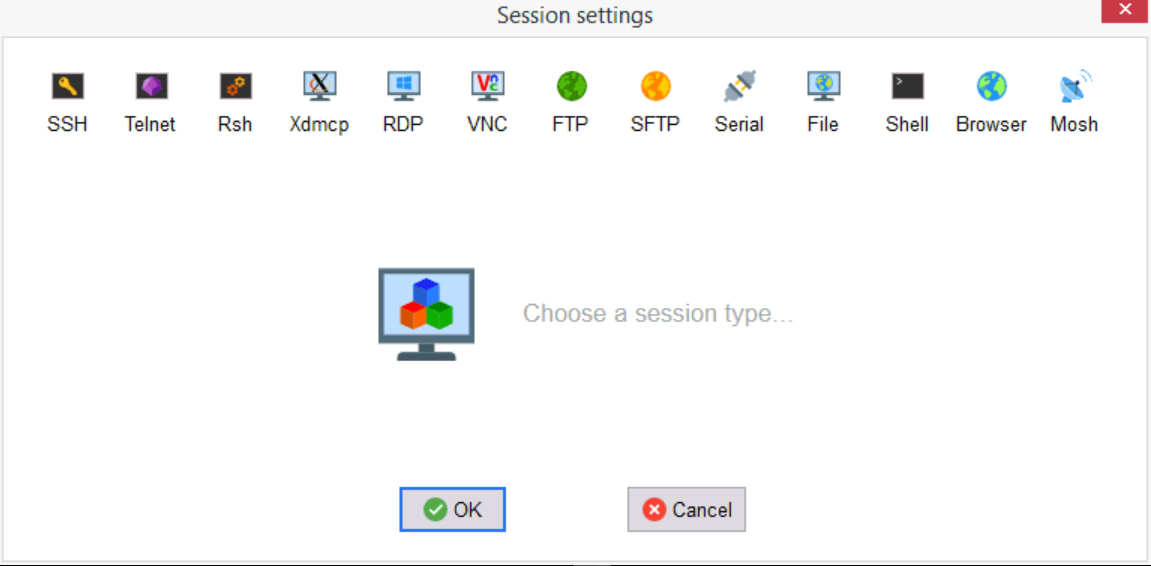 Session settings
SSH Telnet Rsh Xdmcp RDP VNC FTP SFTP Serial File Shell Browser Mosh
Choose a session type...
OK Cancel